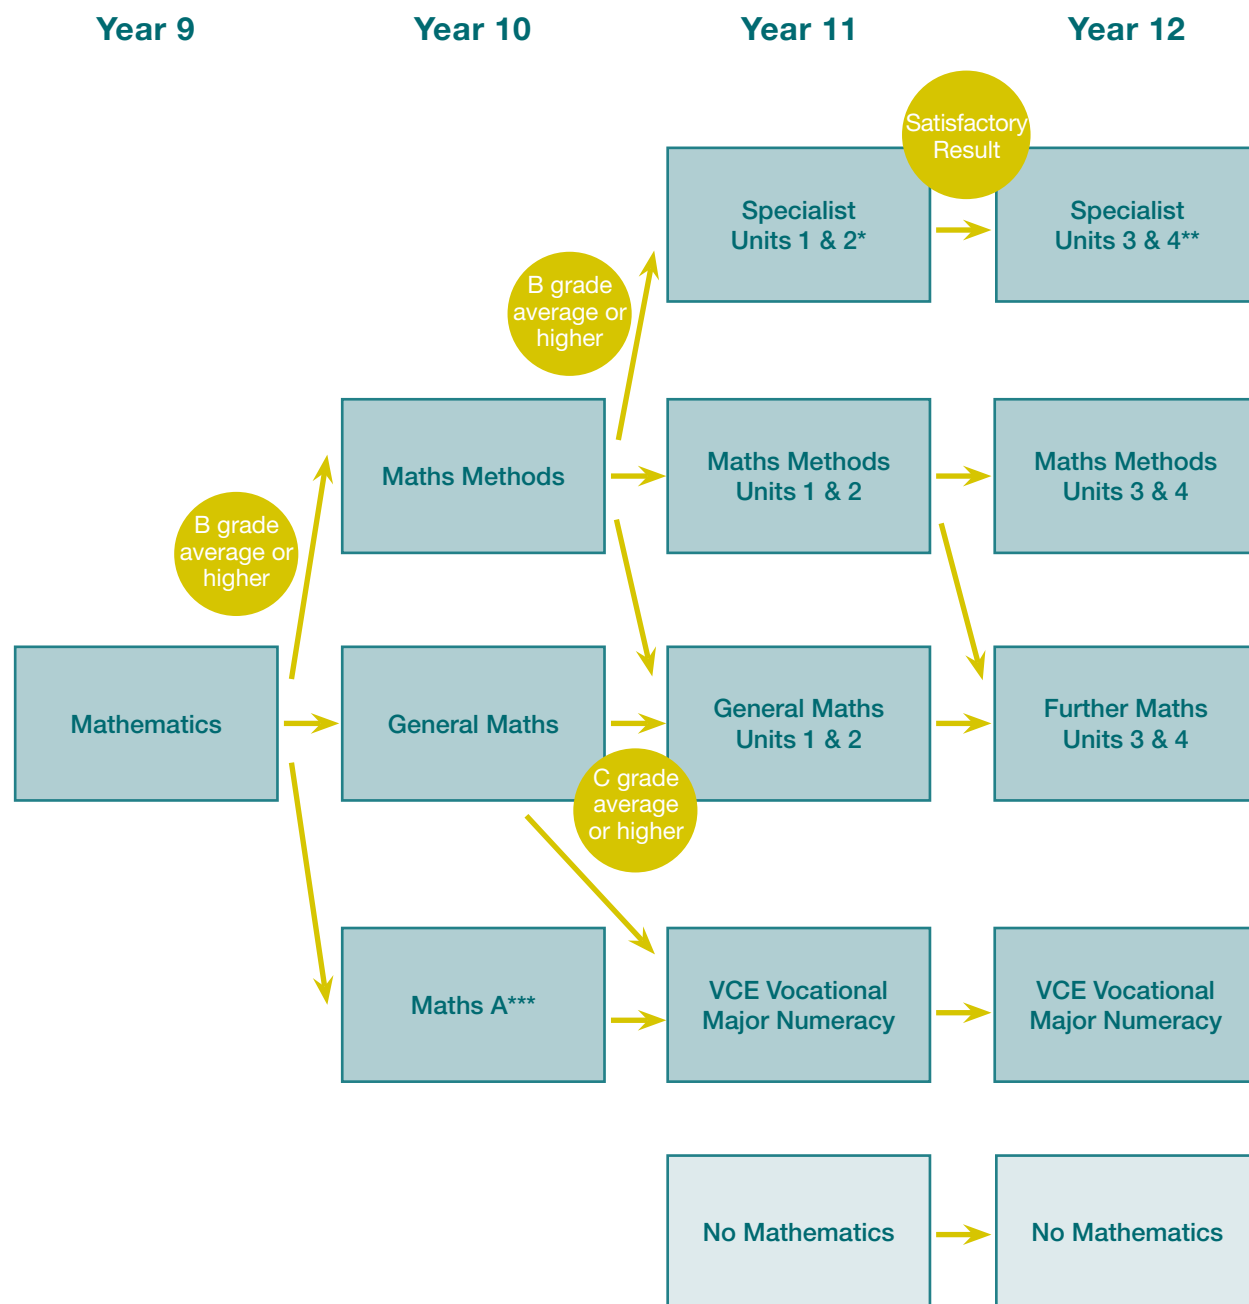 Year 9
Year 10
Year 11
Year 12
Satisfactory
Result
Specialist
Units 1 & 2*
Specialist
Units 3 & 4**
B grade
average or
higher
Maths Methods
Maths Methods
Units 1 & 2
Maths Methods
Units 3 & 4
B grade
average or
higher
Mathematics
General Maths
General Maths
Units 1 & 2
Further Maths
Units 3 & 4
C grade
average
or higher
Maths A***
VCE Vocational
Major Numeracy
VCE Vocational
Major Numeracy
No Mathematics
No Mathematics